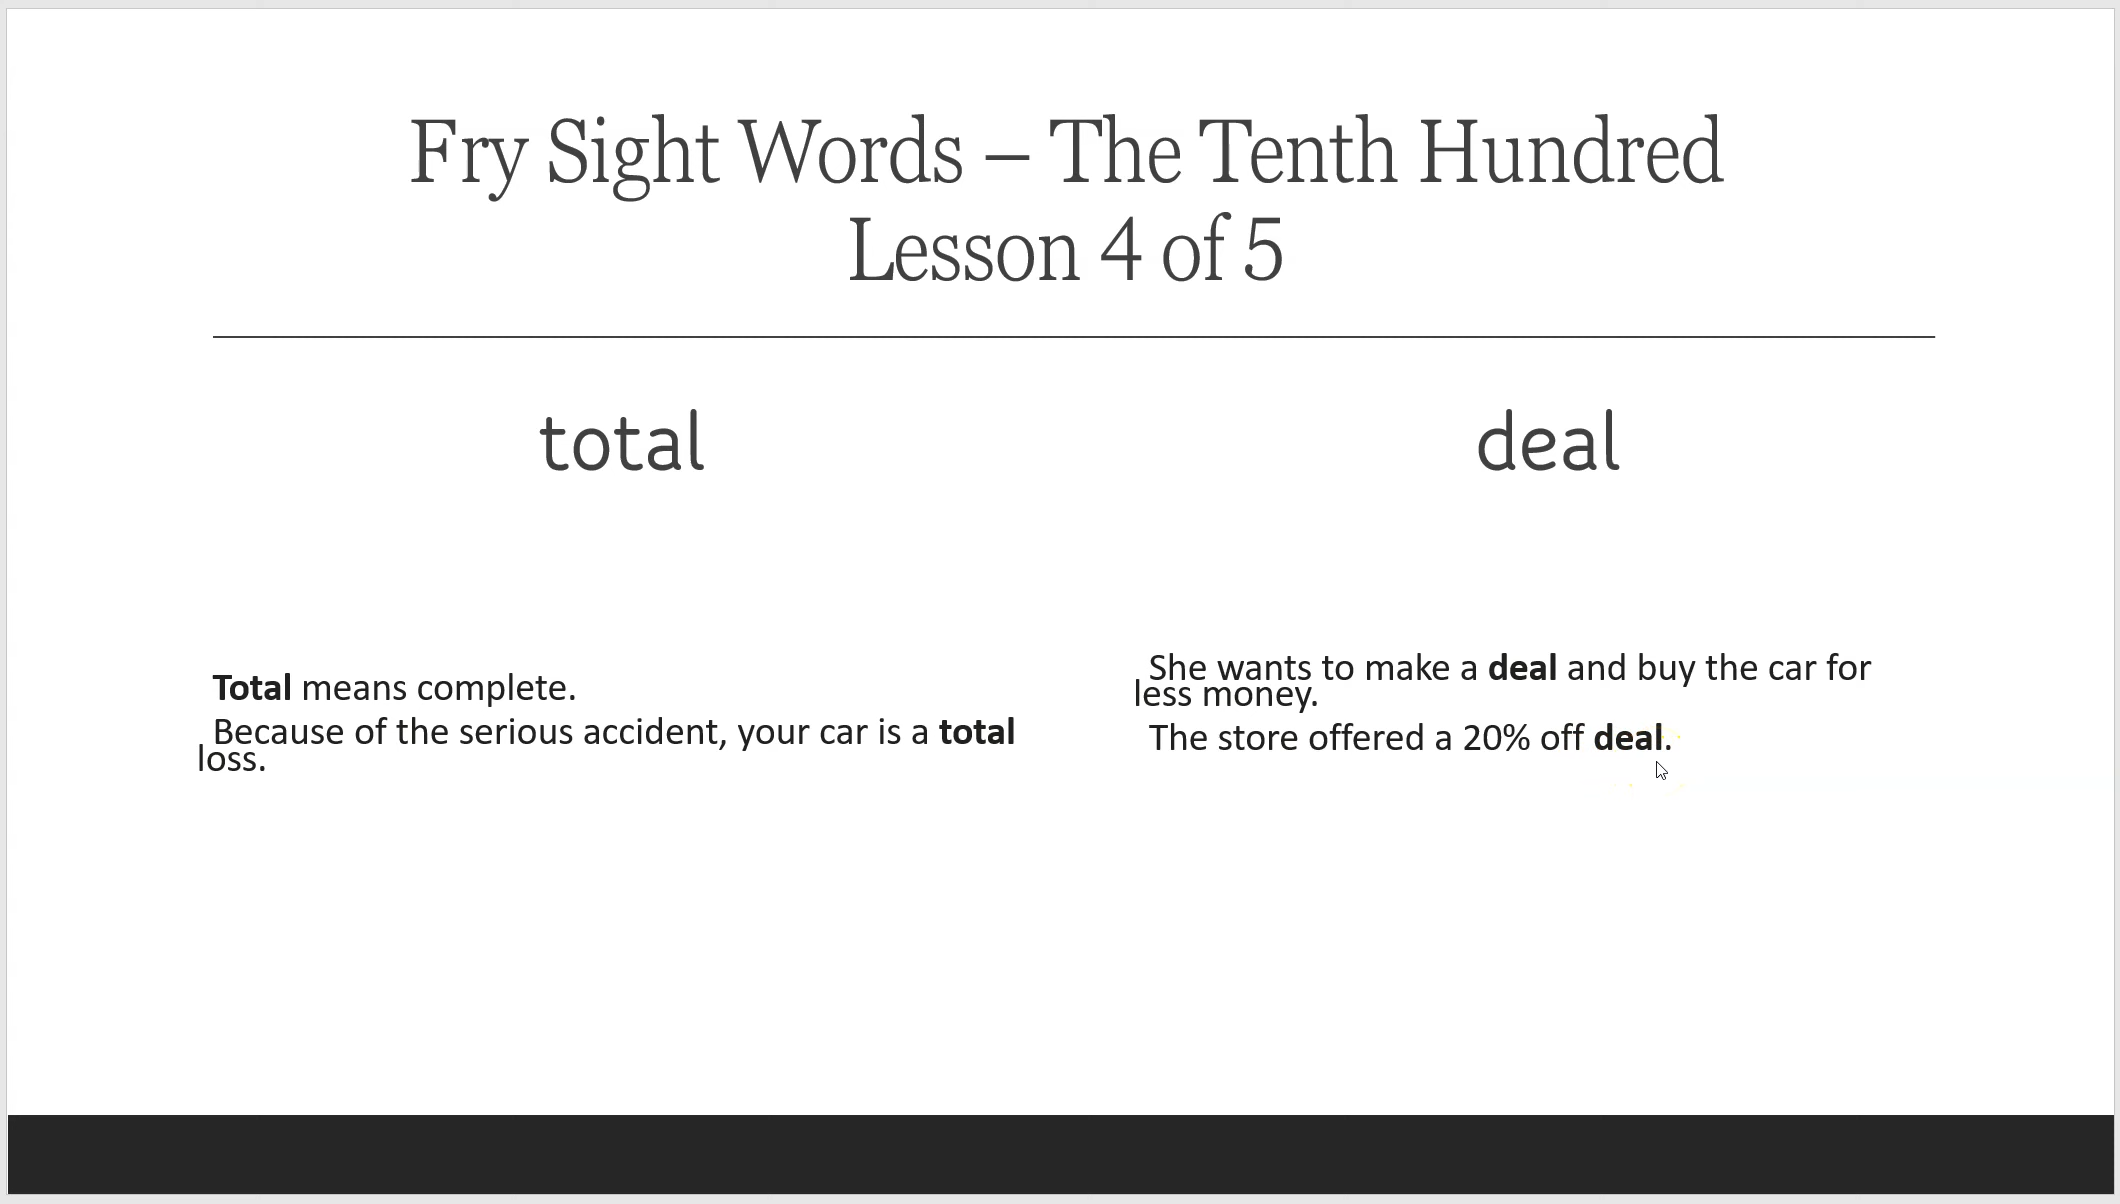 Fry Sight Words – The Tenth Hundred
Lesson 4 of 5
total
Total means complete.
Because of the serious accident, your car is a total
loss.
deal
She wants to make a deal and buy the car for
less money.
The store offered a 20% off deal.